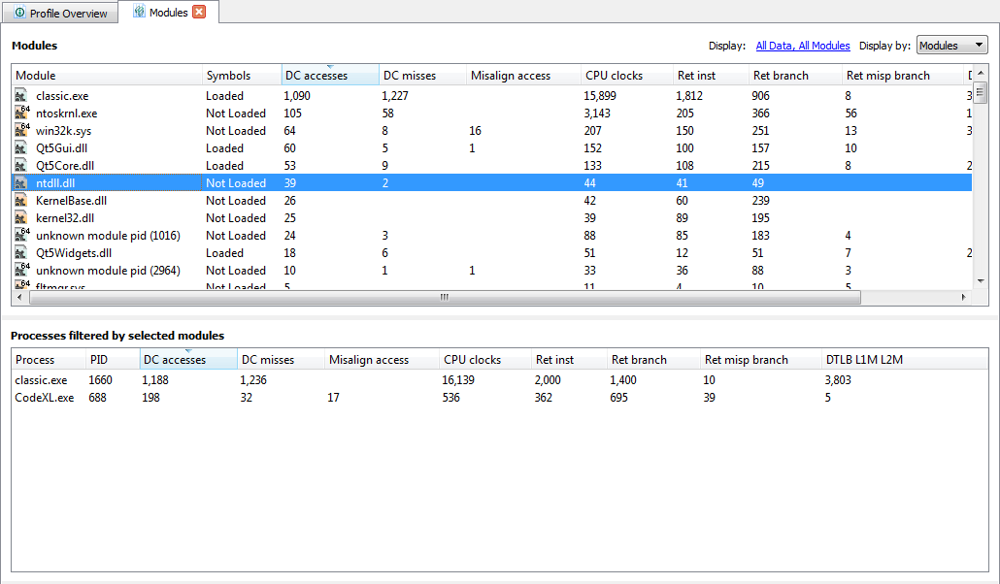 Profile Overview Modules
Modules
Display: All Data, All Modules Display by: Modules
Module Symbols DC accesses DC misses Misalign access CPU clocks Ret inst Ret branch Ret misp branch
classic.exe Loaded 1,090 1,227 15,899 1,812 906 8 3
64 ntoskrnl.exe Not Loaded 105 58 3,143 205 366 56 1
64 win32k.sys Not Loaded 64 8 16 207 150 251 13 3
Qt5Gui.dll Loaded 60 5 1 152 100 157 10
Qt5Core.dll Loaded 53 9 133 108 215 8 2
ntdll.dll Not Loaded 39 2 44 41 49
KernelBase.dll Not Loaded 26 42 60 239
kernel32.dll Not Loaded 25 39 89 195
64 unknown module pid (1016) Not Loaded 24 3 88 85 183 4
Qt5Widgets.dll Loaded 18 6 51 12 51 7 2
64 unknown module pid (2964) Not Loaded 10 1 1 33 36 88 3
64 fltmgr.sys Not Loaded 5 11 4 10 5
Processes filtered by selected modules
Process PID DC accesses DC misses Misalign access CPU clocks Ret inst Ret branch Ret misp branch DTLB L1M L2M
classic.exe 1660 1,188 1,236 16,139 2,000 1,400 10 3,803
CodeXL.exe 688 198 32 17 536 362 695 39 5